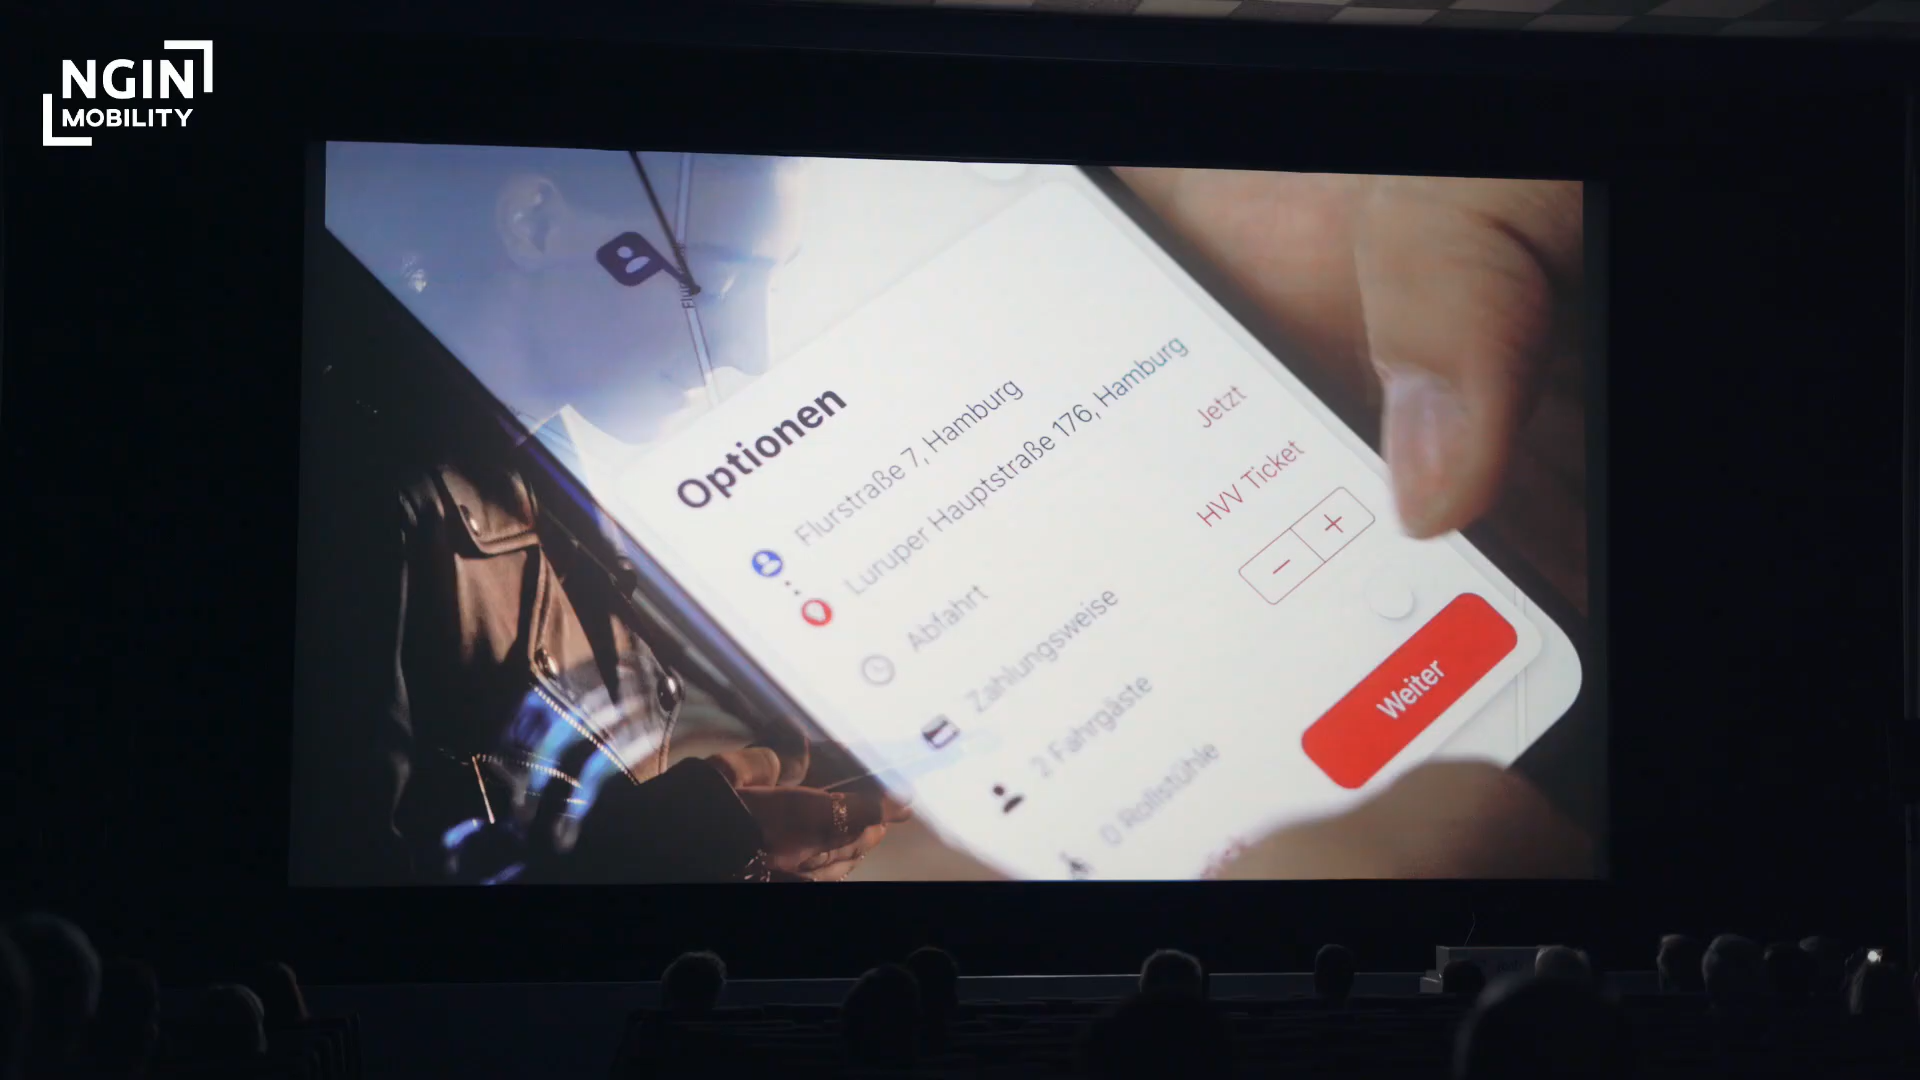 NGIN
MOBILITY
Optionen
Flurstraße 7, Hamburg
Luruper Hauptstraße 176, Hamburg
Abfahrt
Jetzt
Zahlungsweise
HVV Ticket
2 Fahrgäste
− +
0 Rollstühle
Weiter